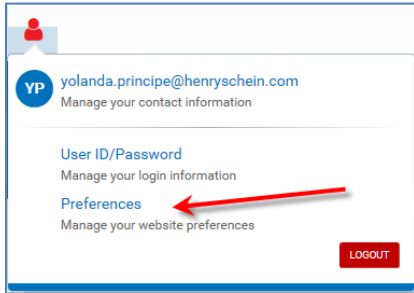 YP
yolanda.principe@henryschein.com
Manage your contact information
User ID/Password
Manage your login information
Preferences
Manage your website preferences
LOGOUT